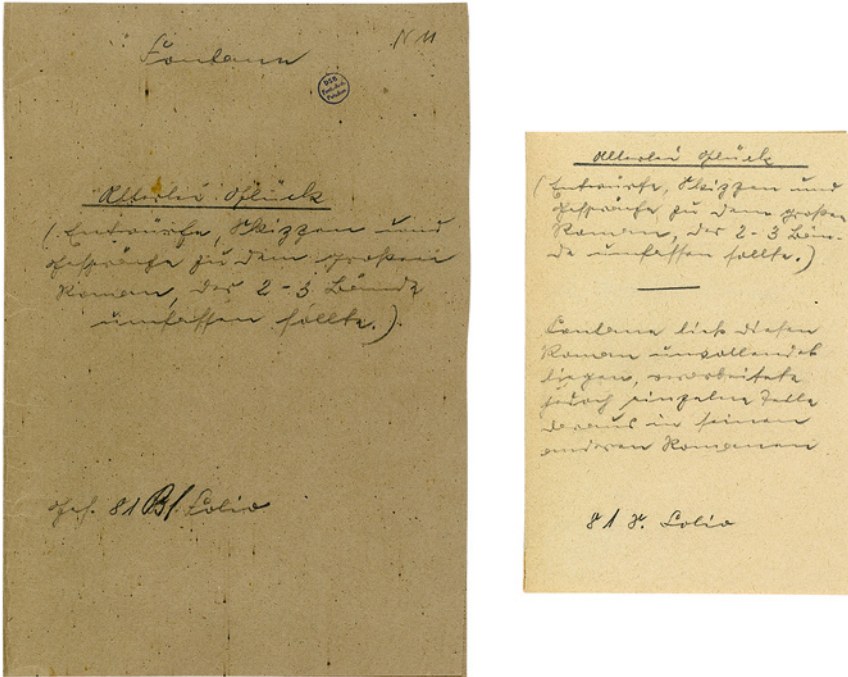 Fontane
N 11
Allerlei Glück
(Entwürfe, Skizzen und
Gespräche zu dem großen
Roman, der 2-3 Bände
umfassen sollte.)
Ges. 81 Bl. Folio
Allerlei Glück
(Entwürfe, Skizzen und
Gespräche zu dem großen
Roman, der 2-3 Bän-
de umfassen sollte.)
Fontane ließ diesen
Roman unvollendet
liegen, verarbeitete
jedoch einzelne Teile
daraus in seinen
anderen Romanen
81 S. Folio